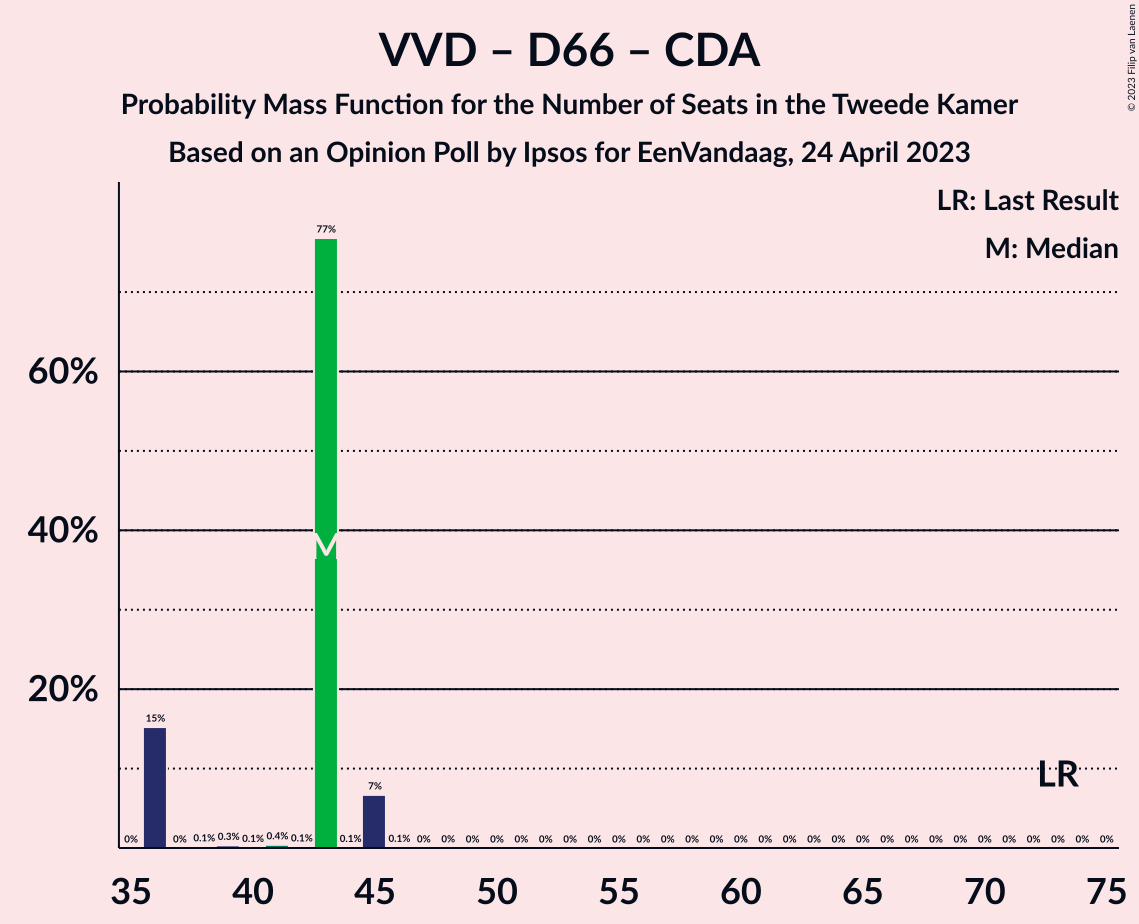 VVD – D66 – CDA
Probability Mass Function for the Number of Seats in the Tweede Kamer
Based on an Opinion Poll by Ipsos for EenVandaag, 24 April 2023
© 2023 Filip van Laenen
LR: Last Result
M: Median
77%
60%
40%
M
20%
15%
LR
7%
0% 0% 0.1% 0.3% 0.1% 0.4% 0.1% 0.1% 0.1% 0% 0% 0% 0% 0% 0% 0% 0% 0% 0% 0% 0% 0% 0% 0% 0% 0% 0% 0% 0% 0% 0% 0% 0% 0% 0% 0% 0% 0%
35 40 45 50 55 60 65 70 75